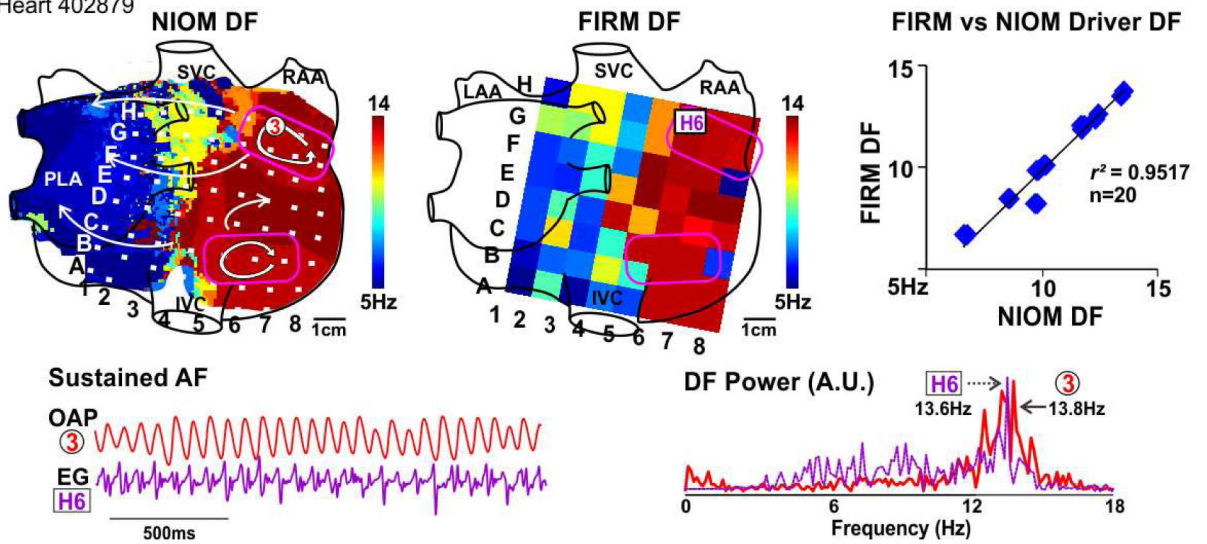 Heart 402879
NIOM DF
FIRM DF
FIRM vs NIOM Driver DF
SVC
RAA
PLA
H
G
F
E
D
C
B
A
3
IVC
1 2 3 4 5 6 7 8
14
5Hz
1cm
LAA
SVC
RAA
H
G
F
E
D
C
B
A
H6
IVC
1 2 3 4 5 6 7 8
14
5Hz
1cm
15
10
FIRM DF
r² = 0.9517
n=20
5Hz
10
15
NIOM DF
Sustained AF
OAP
3
EG
H6
500ms
DF Power (A.U.)
H6
13.6Hz
3
13.8Hz
0 6 12 18
Frequency (Hz)